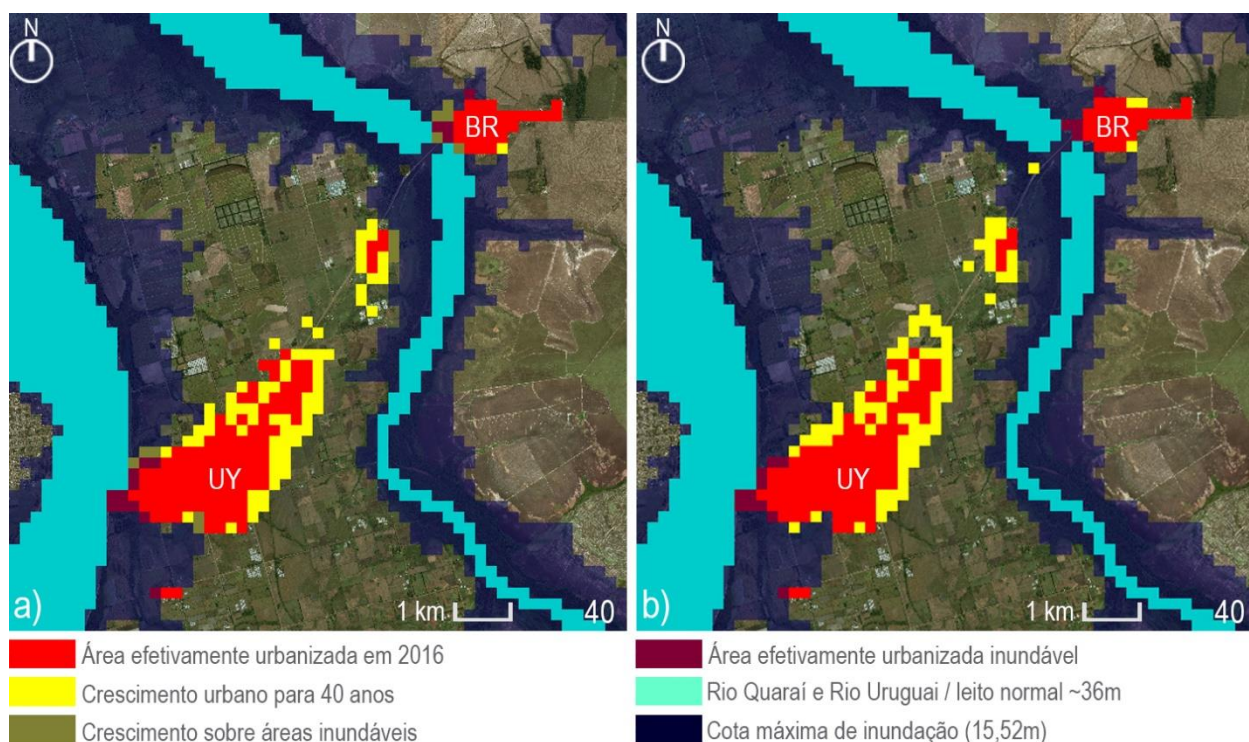 N
BR
UY
a)
1 km
40
N
BR
UY
b)
1 km
40
Área efetivamente urbanizada em 2016
Crescimento urbano para 40 anos
Crescimento sobre áreas inundáveis
Área efetivamente urbanizada inundável
Rio Quaraí e Rio Uruguai / leito normal ~36m
Cota máxima de inundação (15,52m)